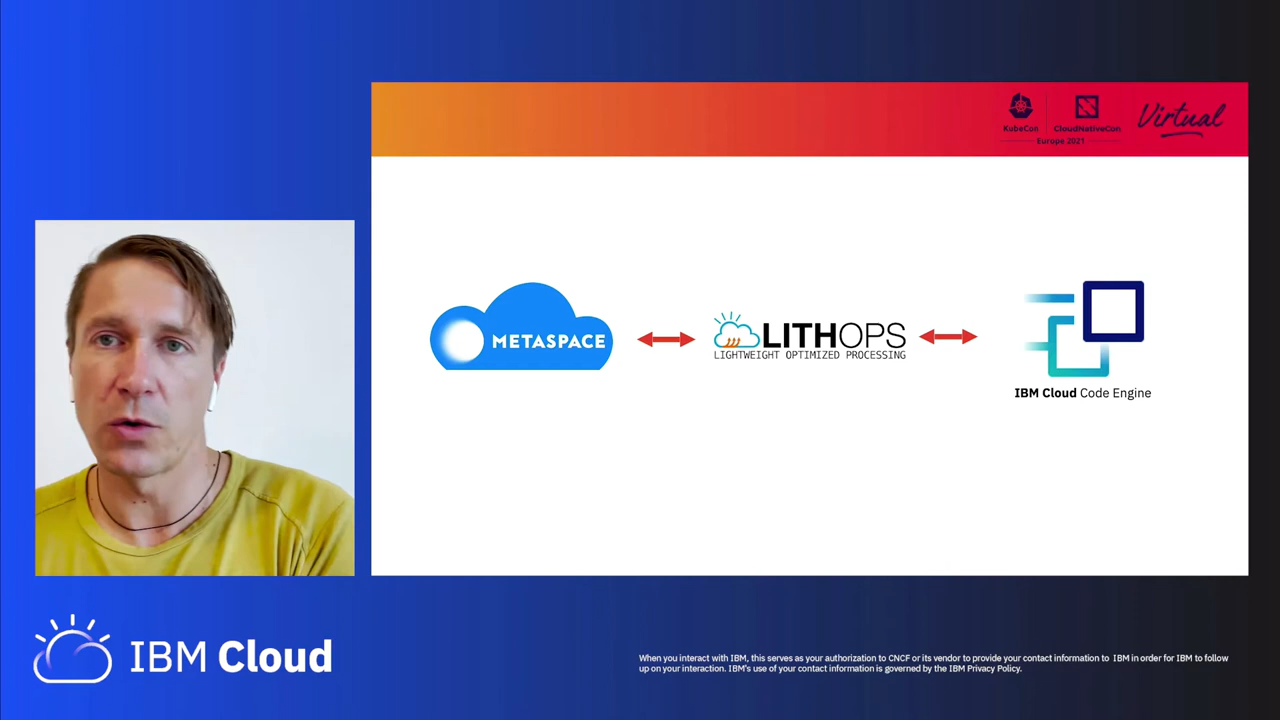 KubeCon
CloudNativeCon
Europe 2021
Virtual
METASPACE
LITHOPS
LIGHTWEIGHT OPTIMIZED PROCESSING
IBM Cloud Code Engine
IBM Cloud
When you interact with IBM, this serves as your authorization to CNCF or its vendor to provide your contact information to IBM in order for IBM to follow
up on your interaction. IBM's use of your contact information is governed by the IBM Privacy Policy.